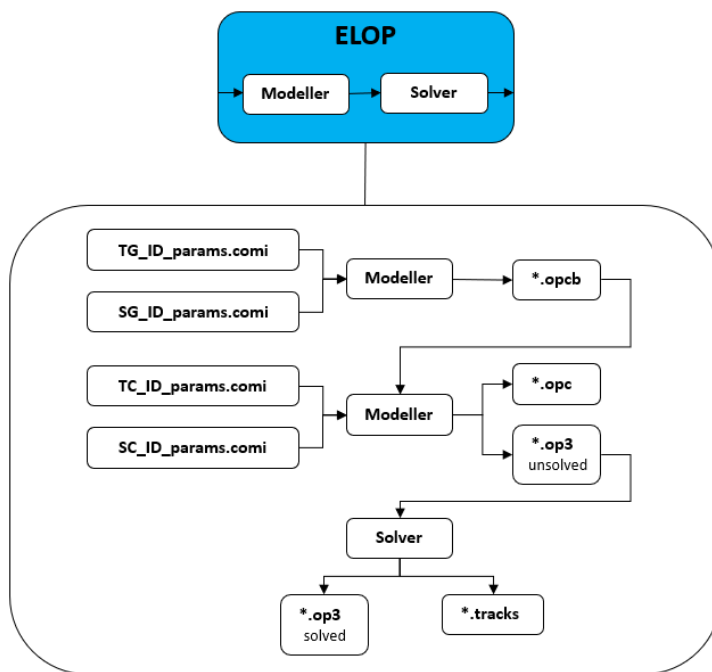 ELOP
Modeller
Solver
TG_ID_params.comi
SG_ID_params.comi
Modeller
*.opcb
TC_ID_params.comi
SC_ID_params.comi
Modeller
*.opc
*.op3
unsolved
Solver
*.op3
solved
*.tracks